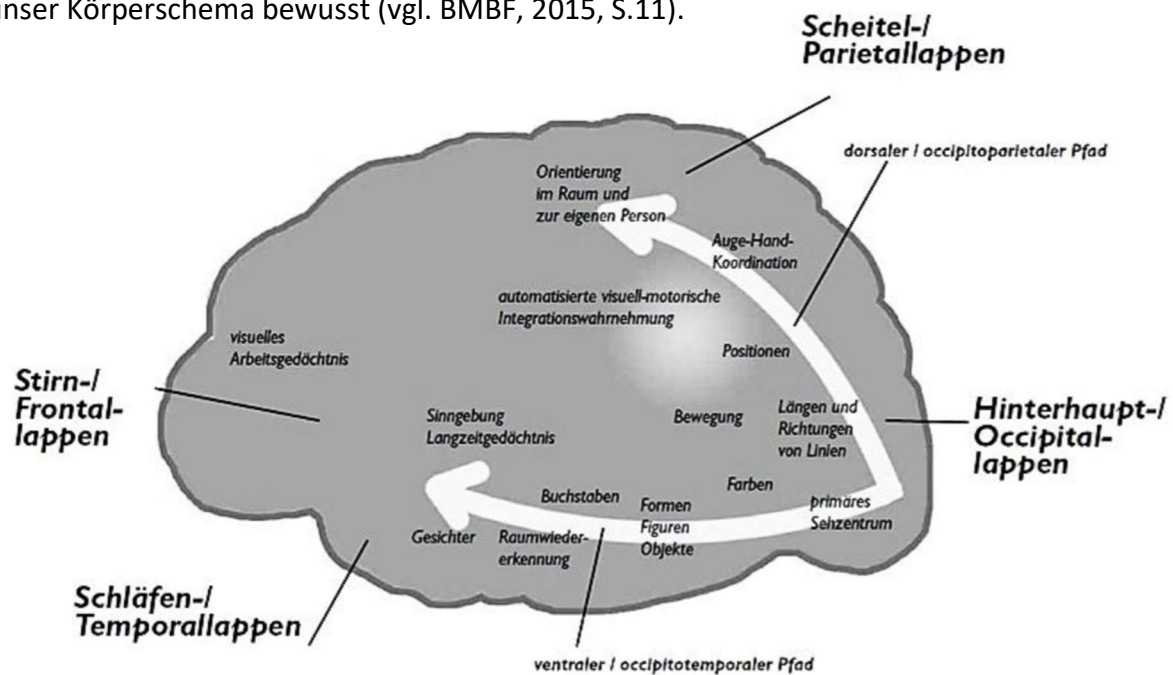 unser Körperschema bewusst (vgl. BMBF, 2015, S.11).
Scheitel-/
Parietallappen
dorsaler / occipitoparietaler Pfad
Orientierung
im Raum und
zur eigenen Person
Auge-Hand-
Koordination
automatisierte visuell-motorische
Integrationswahrnehmung
visuelles
Arbeitsgedächtnis
Positionen
Stirn-/
Frontal-
lappen
Sinngebung
Langzeitgedächtnis
Bewegung
Längen und
Richtungen
von Linien
Hinterhaupt-/
Occipital-
lappen
Farben
Buchstaben
Formen
Figuren
Objekte
primäres
Sehzentrum
Gesichter
Raumwieder-
erkennung
Schläfen-/
Temporallappen
ventraler / occipitotemporaler Pfad